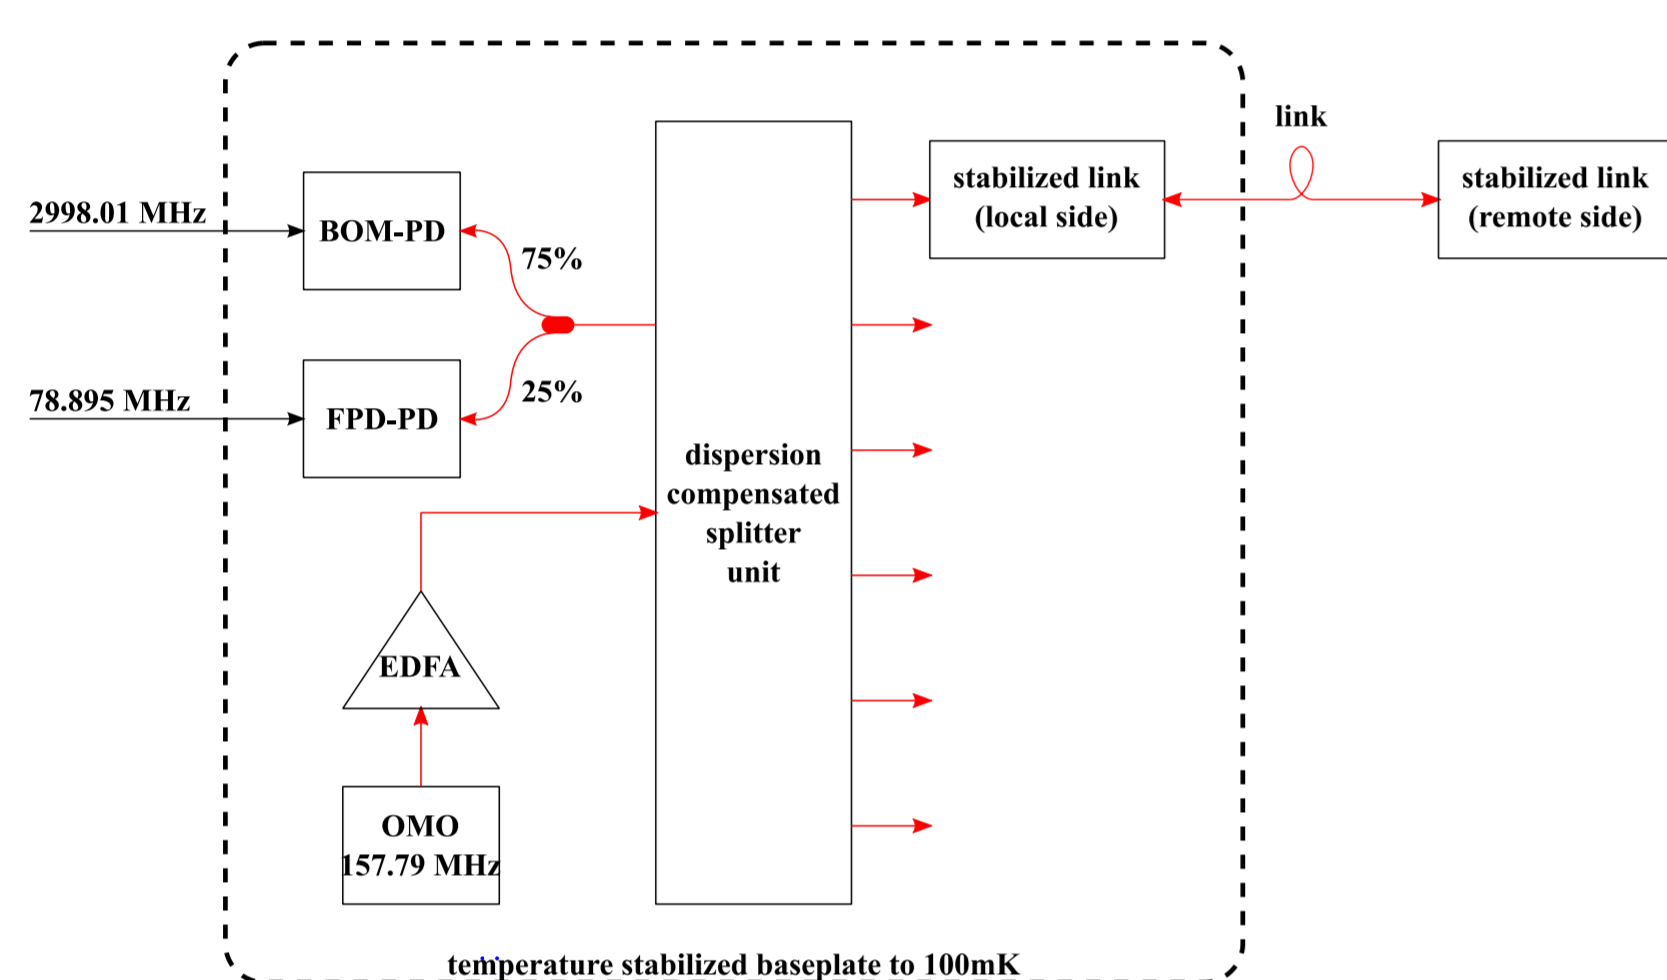 link
stabilized link
(local side)
stabilized link
(remote side)
2998.01 MHz
BOM-PD
75%
78.895 MHz
FPD-PD
25%
dispersion
compensated
splitter
unit
EDFA
OMO
157.79 MHz
temperature stabilized baseplate to 100mK